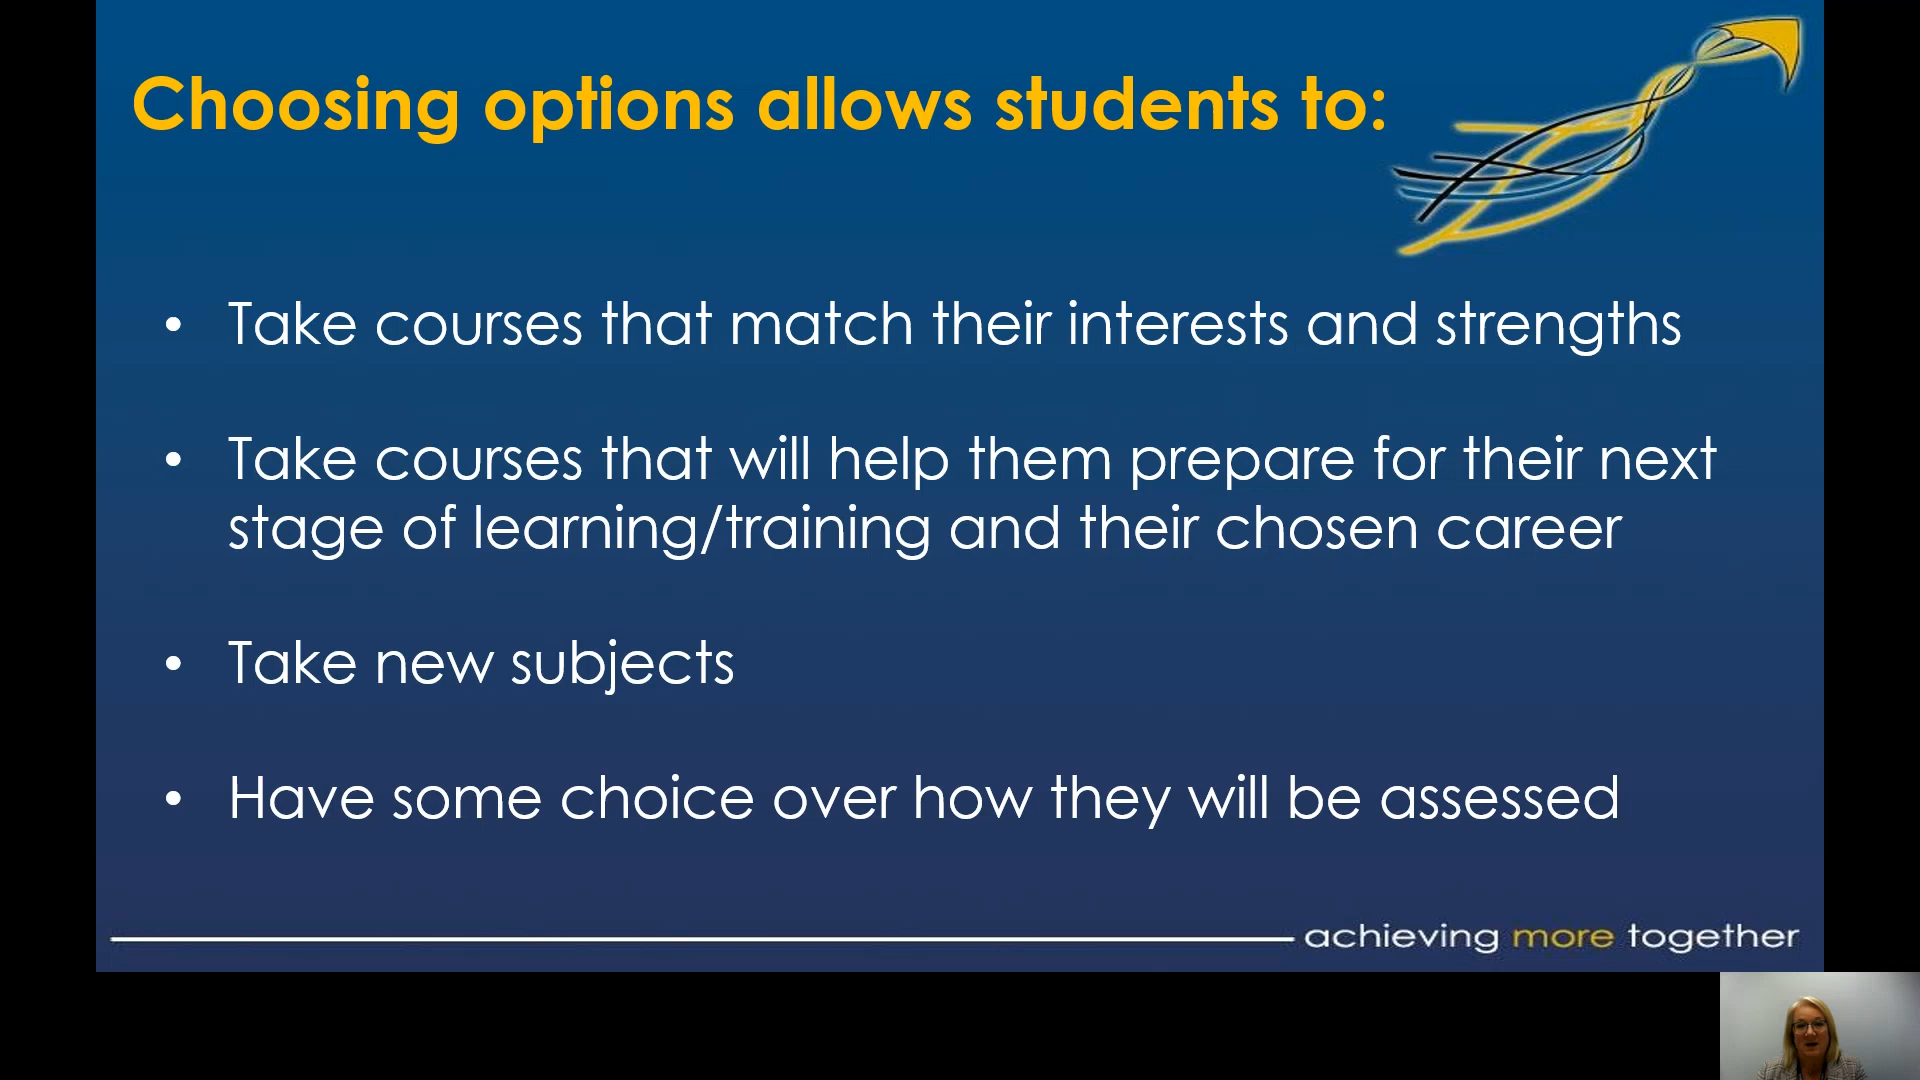 Choosing options allows students to:
• Take courses that match their interests and strengths
• Take courses that will help them prepare for their next
stage of learning/training and their chosen career
• Take new subjects
• Have some choice over how they will be assessed
achieving more together